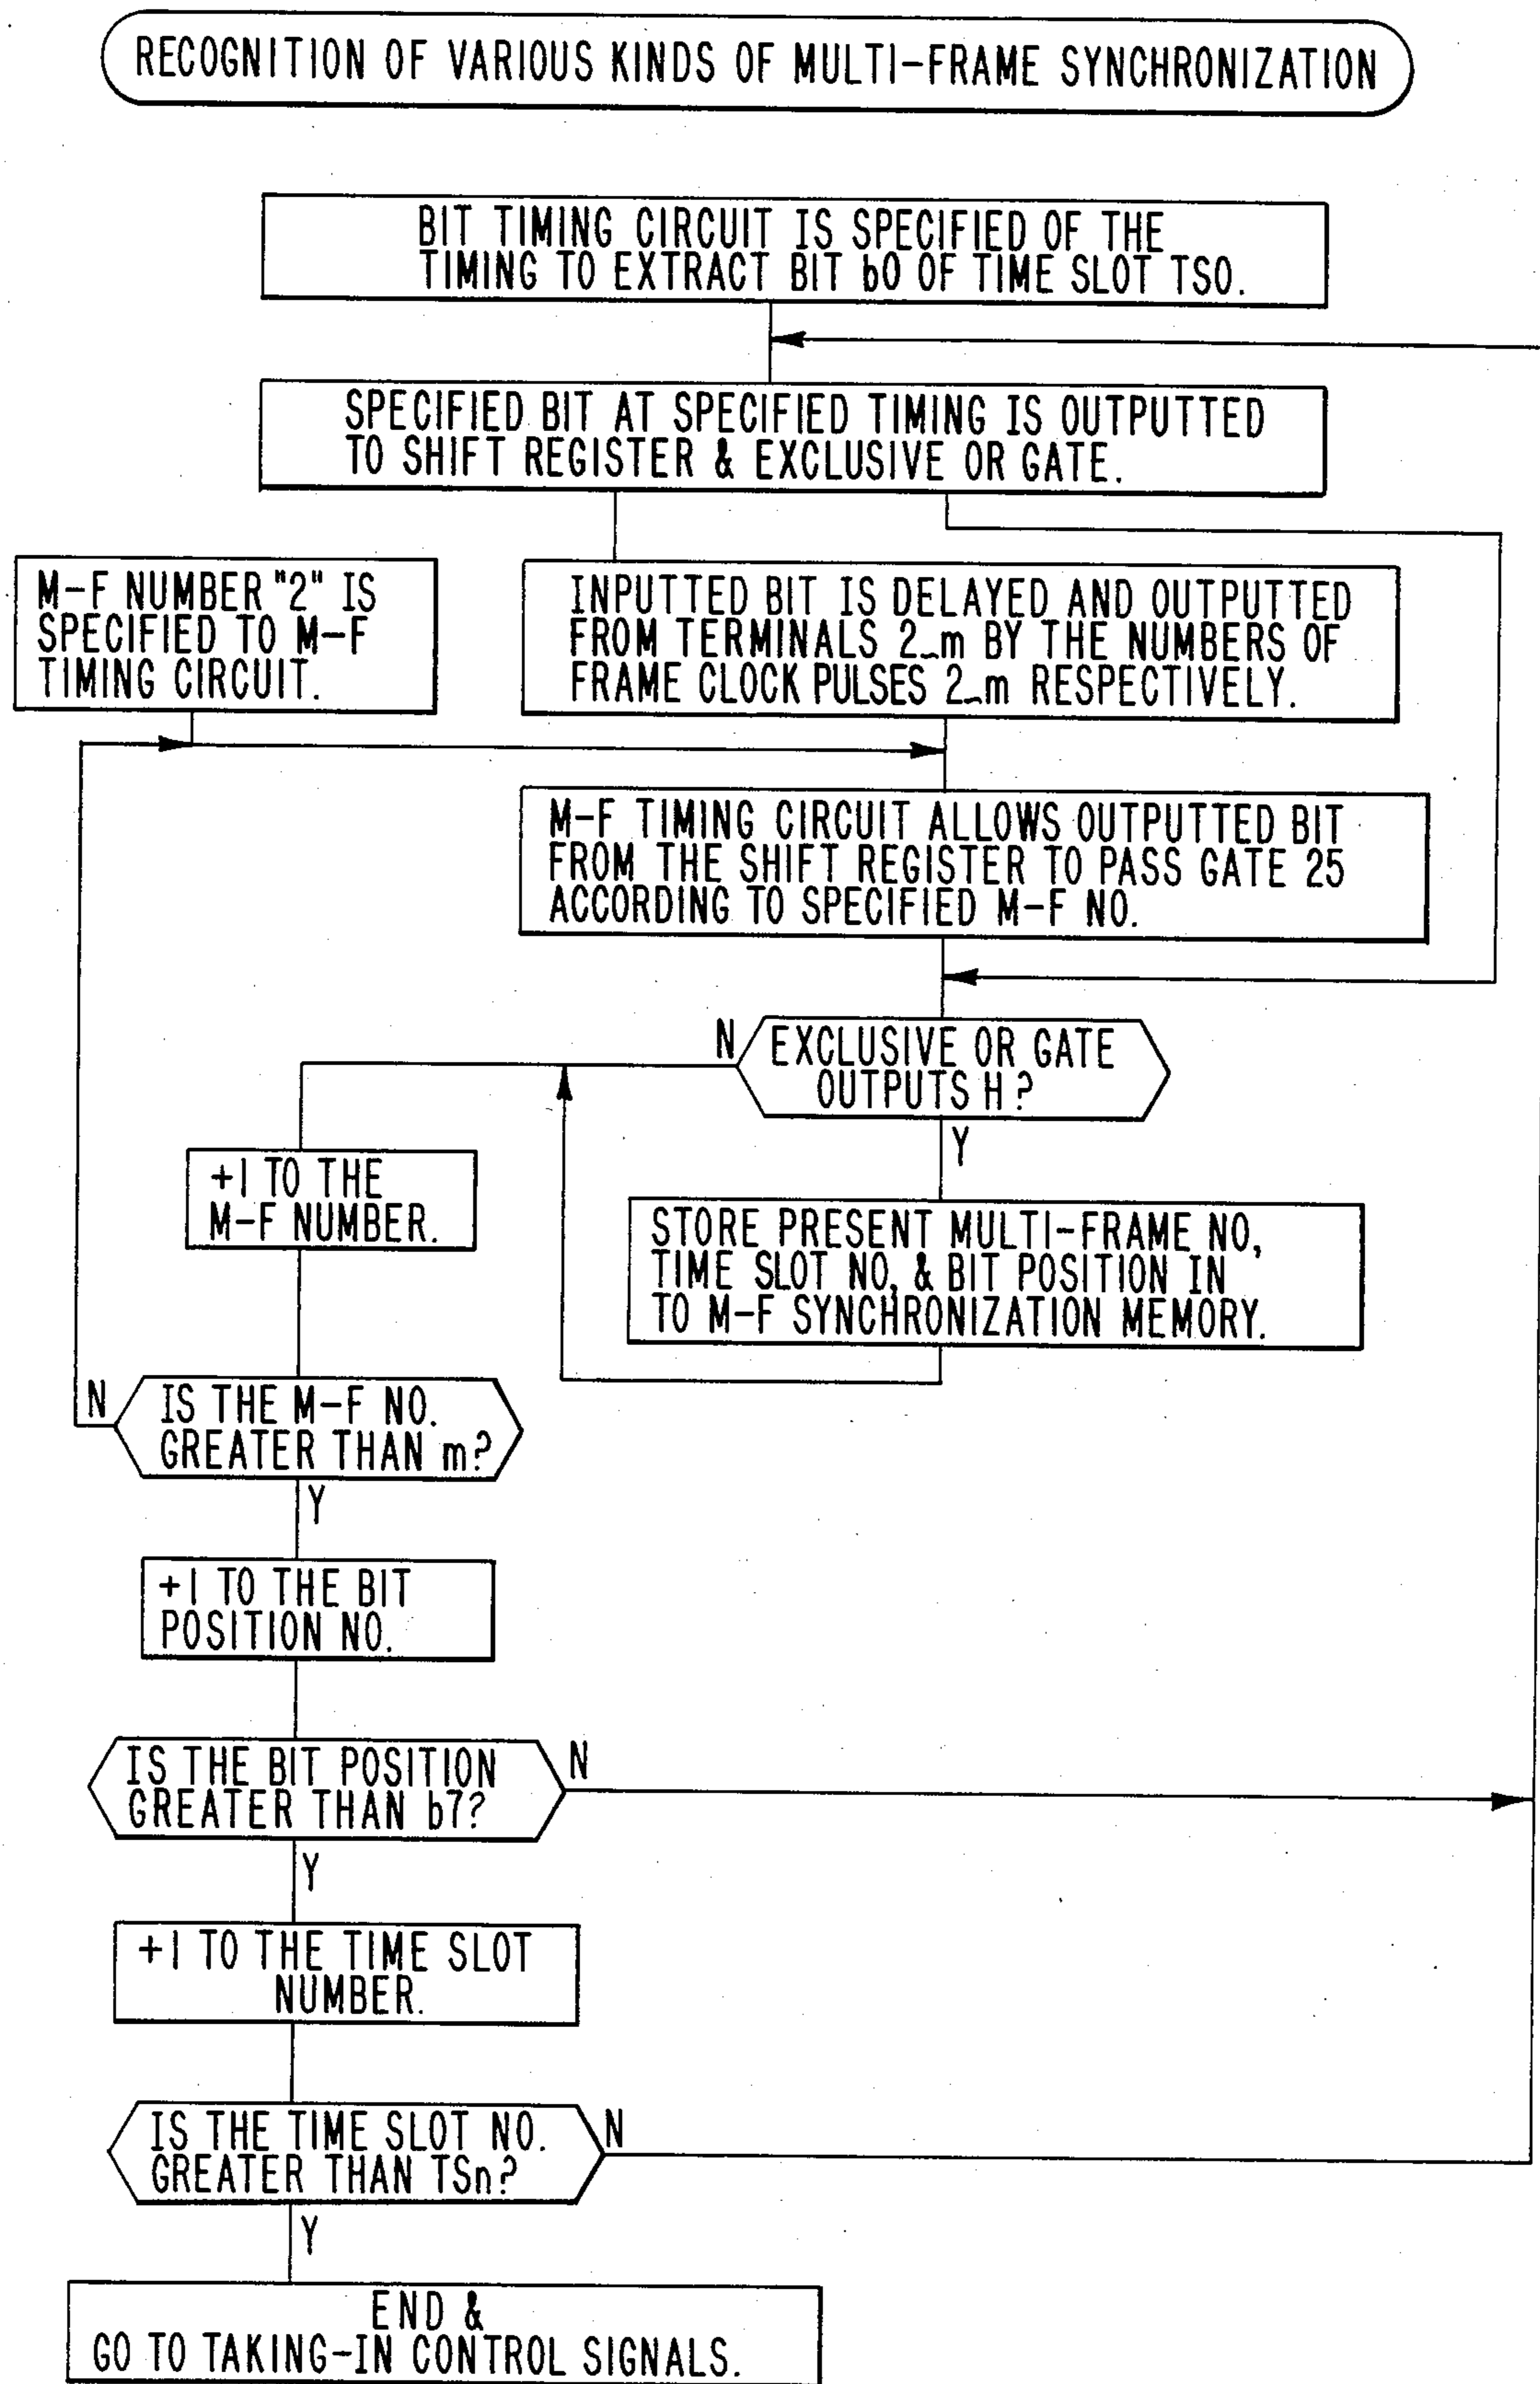 RECOGNITION OF VARIOUS KINDS OF MULTI-FRAME SYNCHRONIZATION
BIT TIMING CIRCUIT IS SPECIFIED OF THE
TIMING TO EXTRACT BIT b0 OF TIME SLOT TS0.
SPECIFIED BIT AT SPECIFIED TIMING IS OUTPUTTED
TO SHIFT REGISTER & EXCLUSIVE OR GATE.
M-F NUMBER "2" IS
SPECIFIED TO M-F
TIMING CIRCUIT.
INPUTTED BIT IS DELAYED AND OUTPUTTED
FROM TERMINALS 2~m BY THE NUMBERS OF
FRAME CLOCK PULSES 2~m RESPECTIVELY.
M-F TIMING CIRCUIT ALLOWS OUTPUTTED BIT
FROM THE SHIFT REGISTER TO PASS GATE 25
ACCORDING TO SPECIFIED M-F NO.
N
EXCLUSIVE OR GATE
OUTPUTS H?
Y
+1 TO THE
M-F NUMBER.
STORE PRESENT MULTI-FRAME NO,
TIME SLOT NO, & BIT POSITION IN
TO M-F SYNCHRONIZATION MEMORY.
N
IS THE M-F NO.
GREATER THAN m?
Y
+1 TO THE BIT
POSITION NO.
IS THE BIT POSITION
GREATER THAN b7?
N
Y
+1 TO THE TIME SLOT
NUMBER.
IS THE TIME SLOT NO.
GREATER THAN TSn?
N
Y
END &
GO TO TAKING-IN CONTROL SIGNALS.